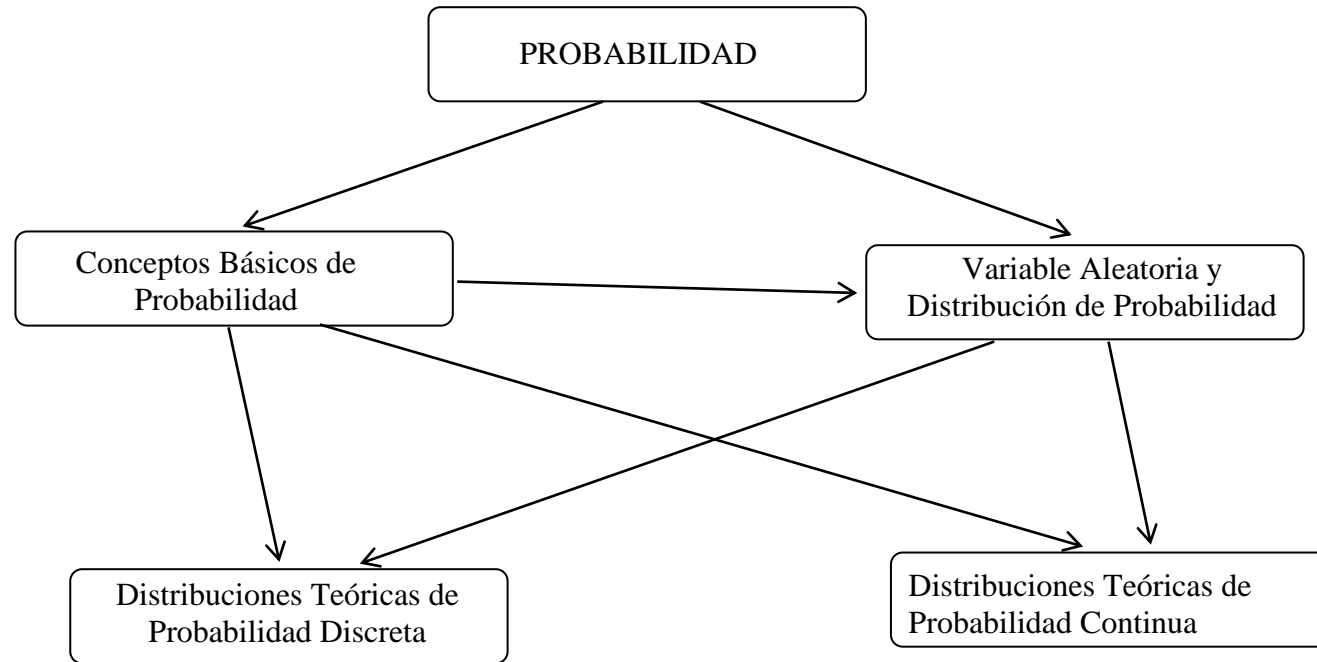 PROBABILIDAD
Conceptos Básicos de
Probabilidad
Variable Aleatoria y
Distribución de Probabilidad
Distribuciones Teóricas de
Probabilidad Discreta
Distribuciones Teóricas de
Probabilidad Continua